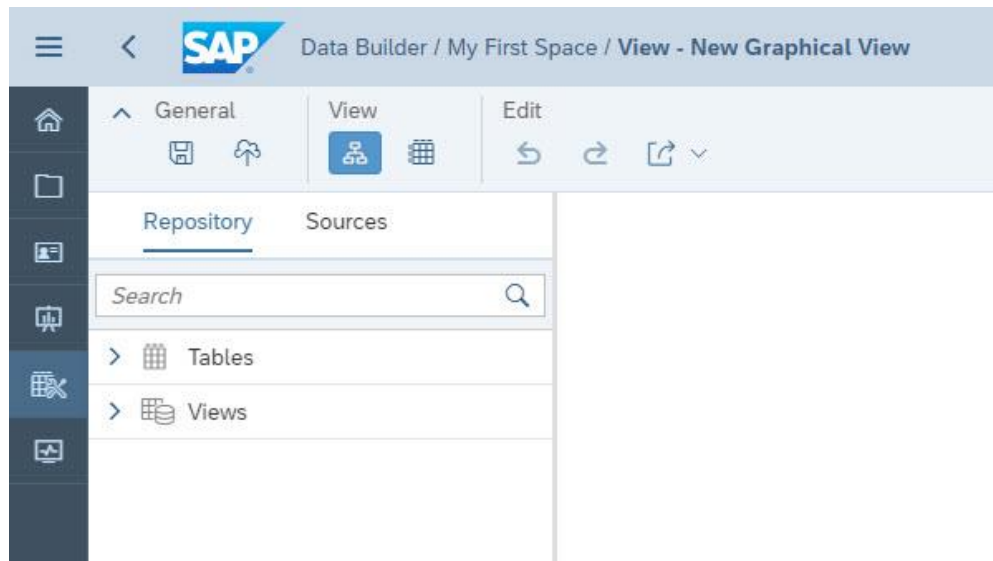 SAP Data Builder / My First Space / View - New Graphical View
General View Edit
Repository Sources
Search
Tables
Views